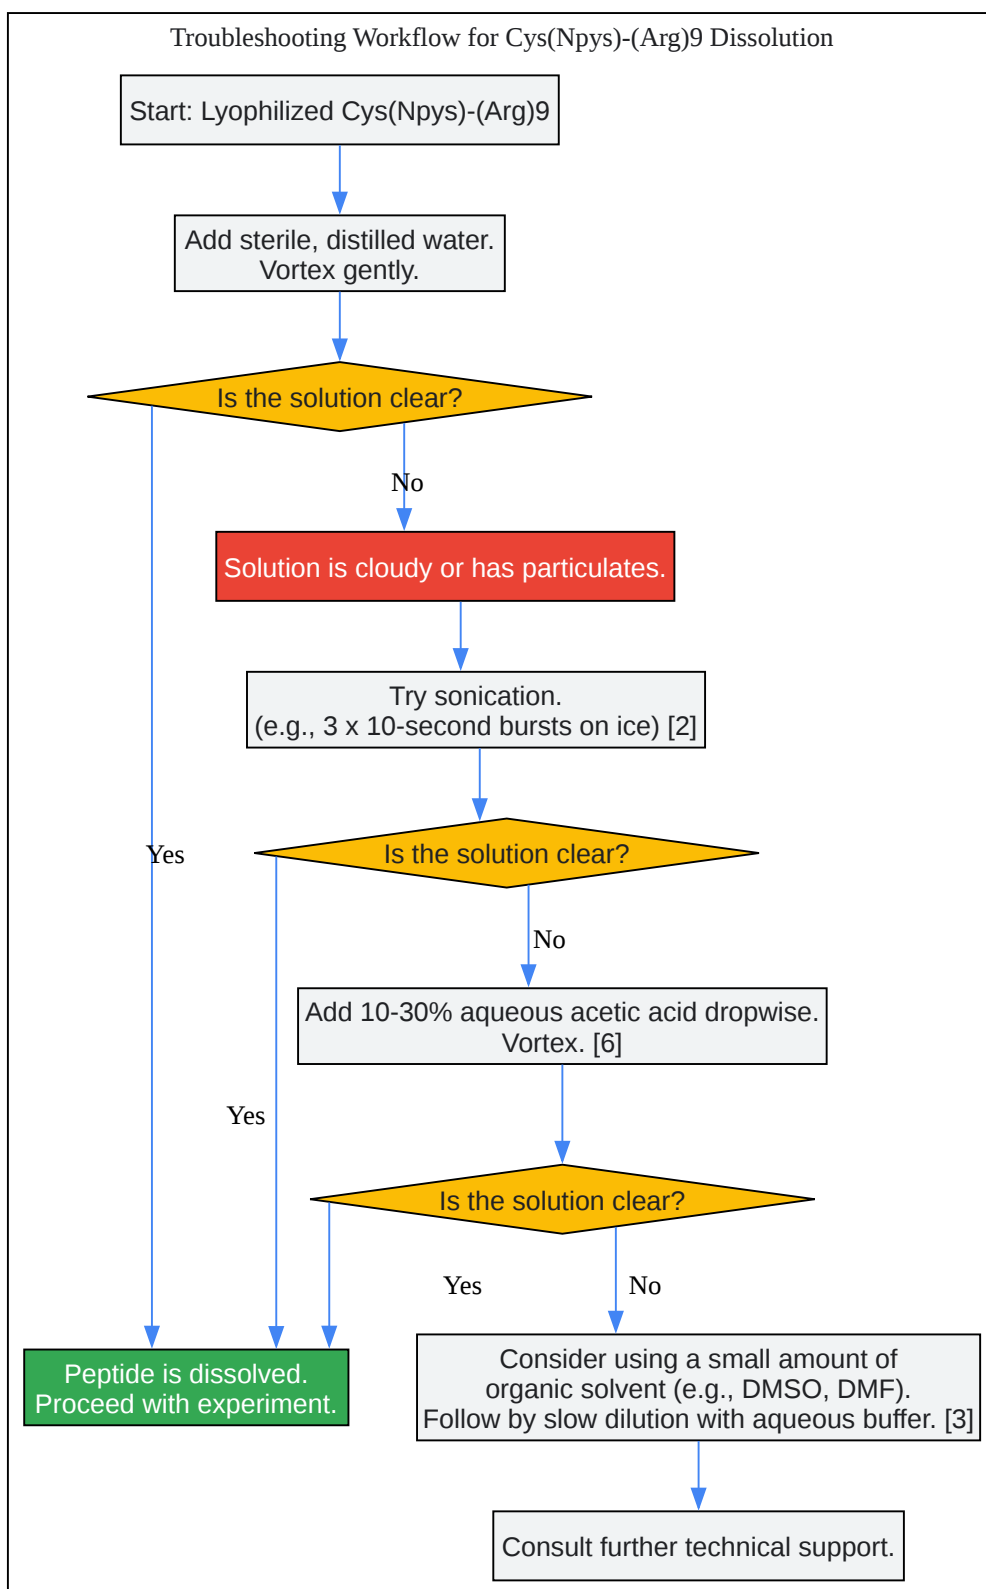 Troubleshooting Workflow for Cys(Npys)-(Arg)9 Dissolution
Start: Lyophilized Cys(Npys)-(Arg)9
Add sterile, distilled water.
Vortex gently.
Is the solution clear?
No
Solution is cloudy or has particulates.
Try sonication.
(e.g., 3 x 10-second bursts on ice) [2]
Yes
Is the solution clear?
No
Add 10-30% aqueous acetic acid dropwise.
Vortex. [6]
Yes
Is the solution clear?
Yes
No
Peptide is dissolved.
Proceed with experiment.
Consider using a small amount of
organic solvent (e.g., DMSO, DMF).
Follow by slow dilution with aqueous buffer. [3]
Consult further technical support.